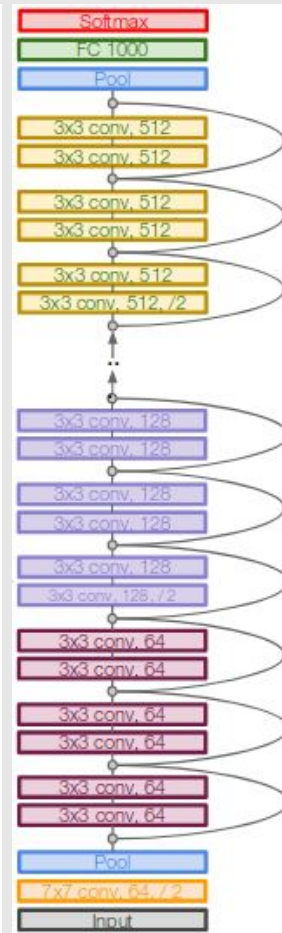 Softmax
FC 1000
Pool
3x3 conv, 512
3x3 conv, 512
3x3 conv, 512
3x3 conv, 512
3x3 conv, 512
3x3 conv, 512, /2
..
3x3 conv, 128
3x3 conv, 128
3x3 conv, 128
3x3 conv, 128
3x3 conv, 128
3x3 conv, 128, / 2
3x3 conv, 64
3x3 conv, 64
3x3 conv, 64
3x3 conv, 64
3x3 conv, 64
3x3 conv, 64
Pool
7x7 conv, 64, / 2
Input